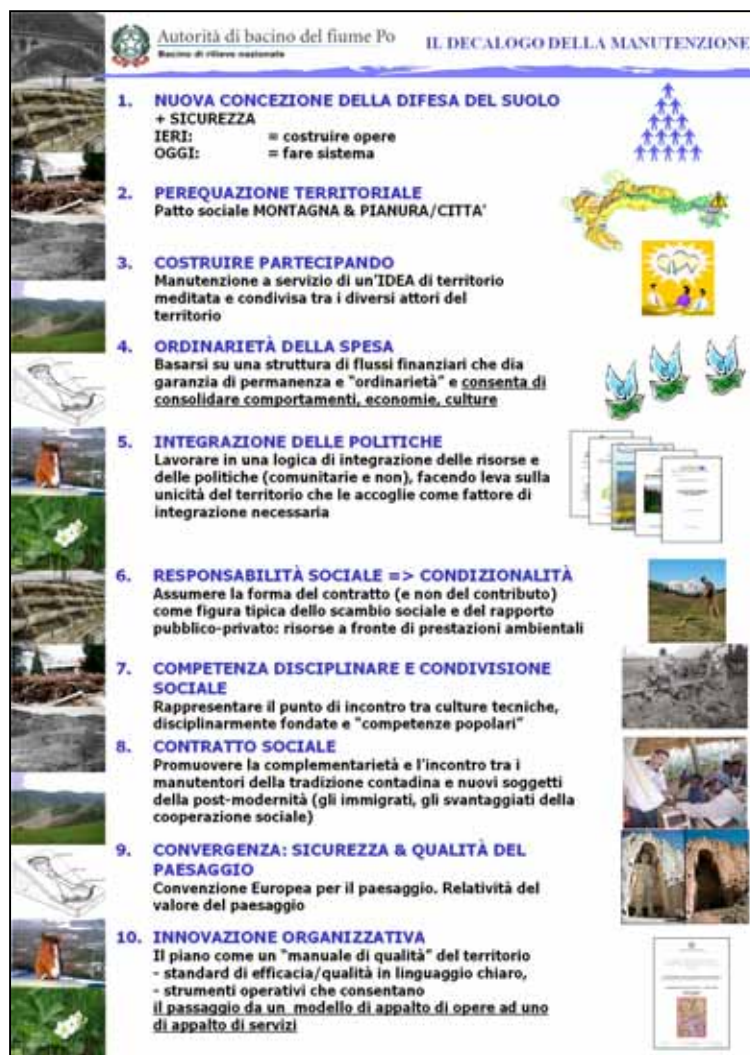 Autorità di bacino del fiume Po
Bacino di rilievo nazionale
IL DECALOGO DELLA MANUTENZIONE
1. NUOVA CONCEZIONE DELLA DIFESA DEL SUOLO
+ SICUREZZA
IERI: = costruire opere
OGGI: = fare sistema
2. PEREQUAZIONE TERRITORIALE
Patto sociale MONTAGNA & PIANURA/CITTA'
3. COSTRUIRE PARTECIPANDO
Manutenzione a servizio di un'IDEA di territorio
meditata e condivisa tra i diversi attori del
territorio
4. ORDINARIETÀ DELLA SPESA
Basarsi su una struttura di flussi finanziari che dia
garanzia di permanenza e "ordinarietà" e consenta di
consolidare comportamenti, economie, culture
5. INTEGRAZIONE DELLE POLITICHE
Lavorare in una logica di integrazione delle risorse e
delle politiche (comunitarie e non), facendo leva sulla
unicità del territorio che le accoglie come fattore di
integrazione necessaria
6. RESPONSABILITÀ SOCIALE => CONDIZIONALITÀ
Assumere la forma del contratto (e non del contributo)
come figura tipica dello scambio sociale e del rapporto
pubblico-privato: risorse a fronte di prestazioni ambientali
7. COMPETENZA DISCIPLINARE E CONDIVISIONE
SOCIALE
Rappresentare il punto di incontro tra culture tecniche,
disciplinarmente fondate e "competenze popolari"
8. CONTRATTO SOCIALE
Promuovere la complementarietà e l'incontro tra i
manutentori della tradizione contadina e nuovi soggetti
della post-modernità (gli immigrati, gli svantaggiati della
cooperazione sociale)
9. CONVERGENZA: SICUREZZA & QUALITÀ DEL
PAESAGGIO
Convenzione Europea per il paesaggio. Relatività del
valore del paesaggio
10. INNOVAZIONE ORGANIZZATIVA
Il piano come un "manuale di qualità" del territorio
- standard di efficacia/qualità in linguaggio chiaro,
- strumenti operativi che consentano
il passaggio da un modello di appalto di opere ad uno
di appalto di servizi